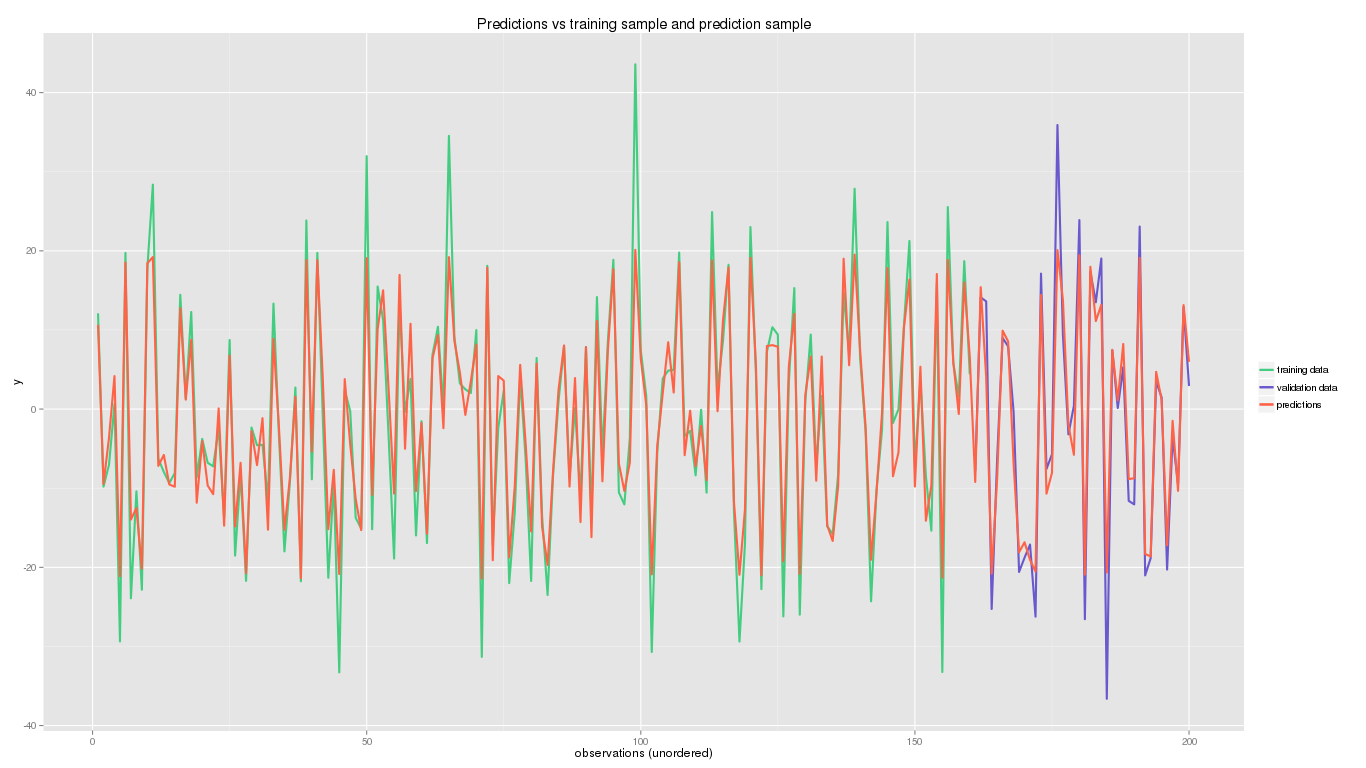 Predictions vs training sample and prediction sample
y
40
20
0
-20
-40
0
50
100
150
200
observations (unordered)
training data
validation data
predictions